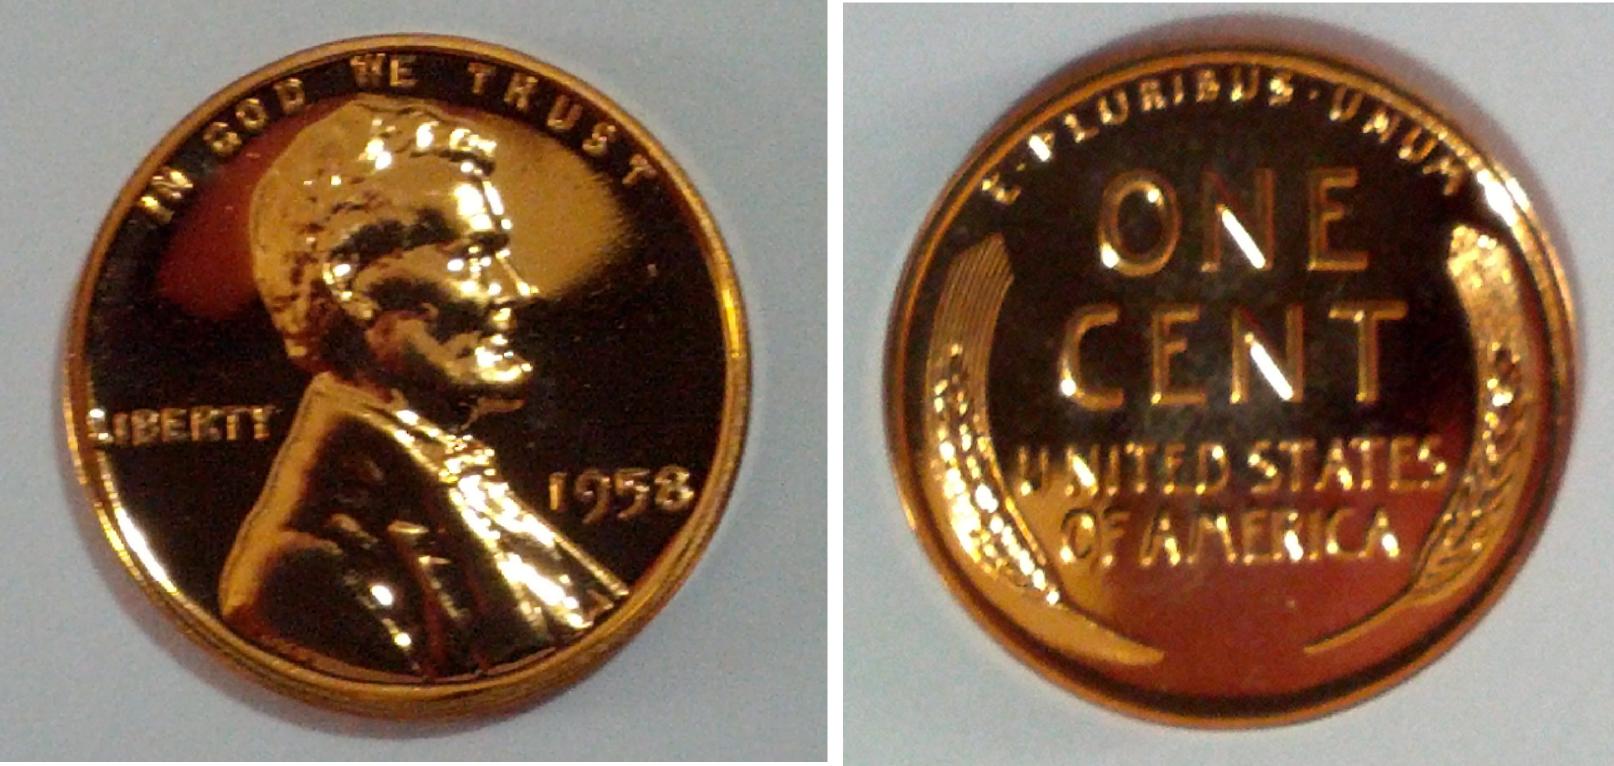 IN GOD WE TRUST
LIBERTY
1958
E·PLURIBUS·UNUM
ONE
CENT
UNITED STATES
OF AMERICA